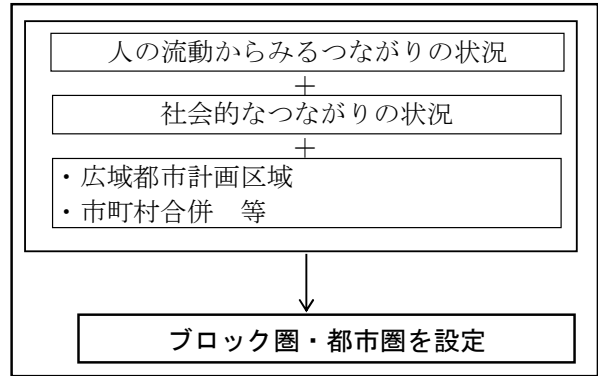 人の流動からみるつながりの状況
+
社会的なつながりの状況
+
・広域都市計画区域
・市町村合併　等
ブロック圏・都市圏を設定